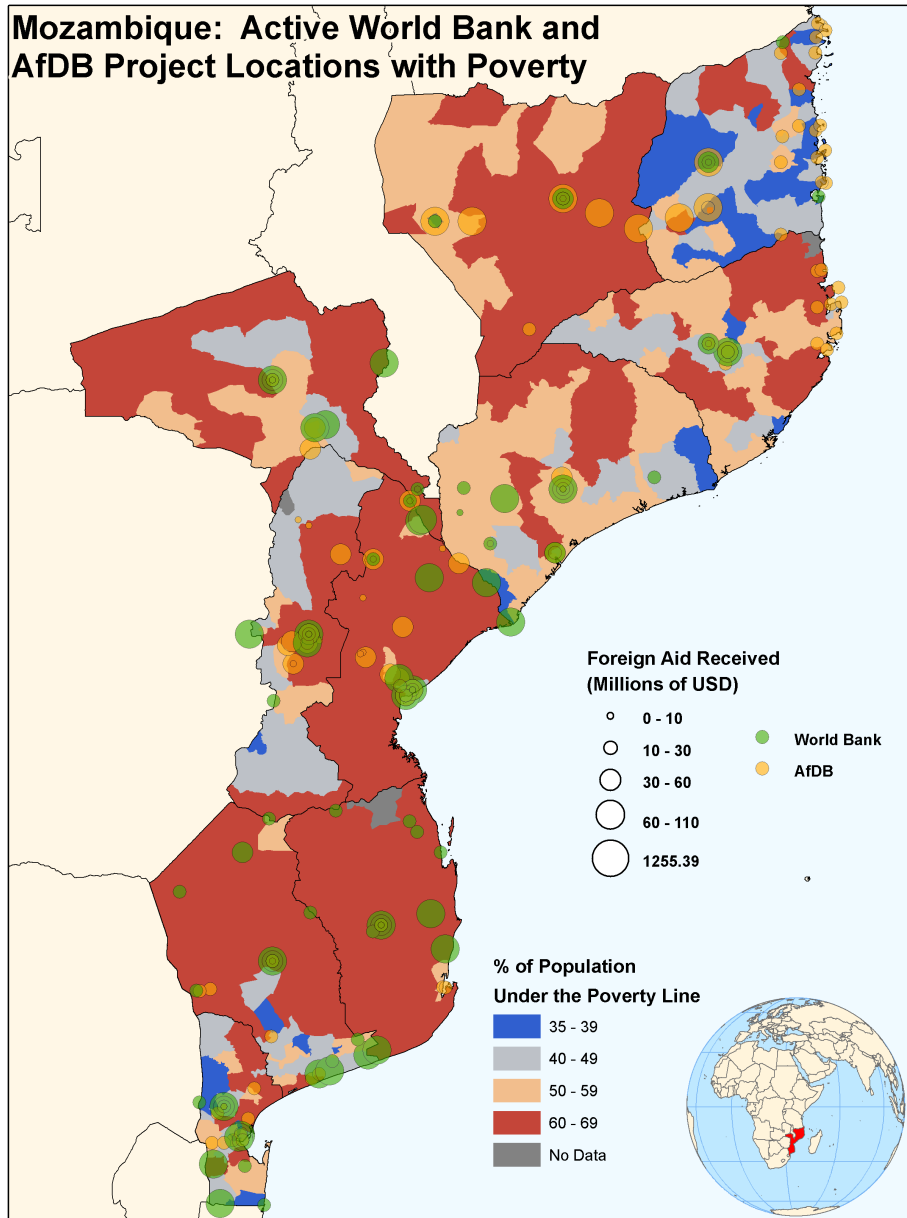 Mozambique: Active World Bank and
AfDB Project Locations with Poverty
Foreign Aid Received
(Millions of USD)
0 - 10
10 - 30
30 - 60
60 - 110
1255.39
World Bank
AfDB
% of Population
Under the Poverty Line
35 - 39
40 - 49
50 - 59
60 - 69
No Data